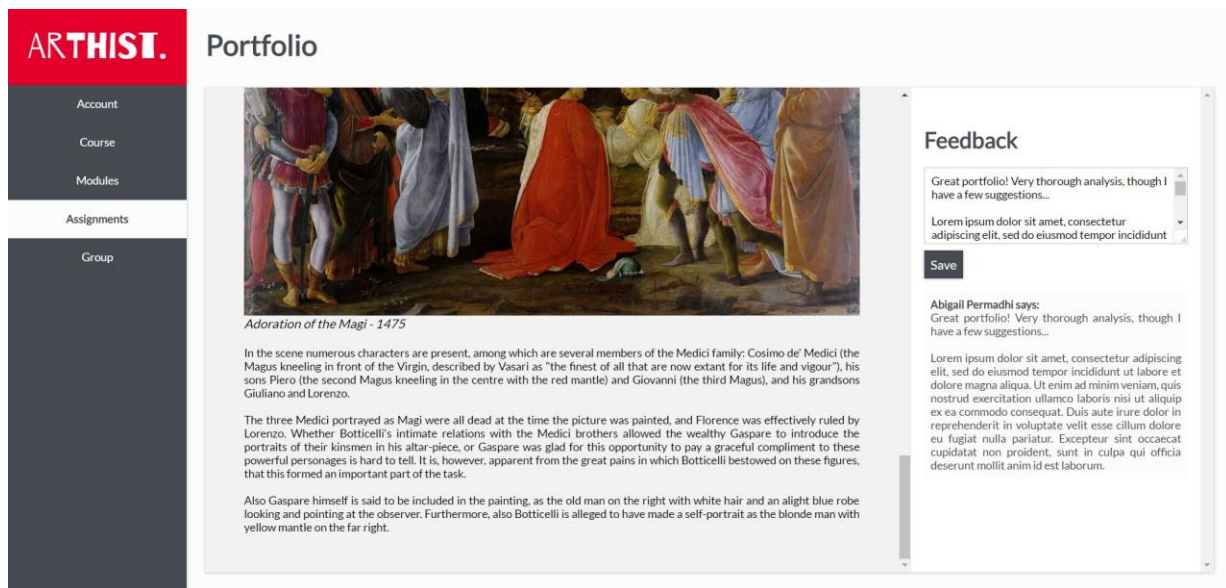 ARTHIST.
Portfolio
Account
Course
Modules
Assignments
Group
Adoration of the Magi - 1475
In the scene numerous characters are present, among which are several members of the Medici family: Cosimo de' Medici (the
Magus kneeling in front of the Virgin, described by Vasari as "the finest of all that are now extant for its life and vigour"), his
sons Piero (the second Magus kneeling in the centre with the red mantle) and Giovanni (the third Magus), and his grandsons
Giuliano and Lorenzo.
The three Medici portrayed as Magi were all dead at the time the picture was painted, and Florence was effectively ruled by
Lorenzo. Whether Botticelli's intimate relations with the Medici brothers allowed the wealthy Gaspare to introduce the
portraits of their kinsmen in his altar-piece, or Gaspare was glad for this opportunity to pay a graceful compliment to these
powerful personages is hard to tell. It is, however, apparent from the great pains in which Botticelli bestowed on these figures,
that this formed an important part of the task.
Also Gaspare himself is said to be included in the painting, as the old man on the right with white hair and an alight blue robe
looking and pointing at the observer. Furthermore, also Botticelli is alleged to have made a self-portrait as the blonde man with
yellow mantle on the far right.
Feedback
Great portfolio! Very thorough analysis, though I
have a few suggestions...
Lorem ipsum dolor sit amet, consectetur
adipiscing elit, sed do eiusmod tempor incididunt
Save
Abigail Permadhi says:
Great portfolio! Very thorough analysis, though I
have a few suggestions...
Lorem ipsum dolor sit amet, consectetur adipiscing
elit, sed do eiusmod tempor incididunt ut labore et
dolore magna aliqua. Ut enim ad minim veniam, quis
nostrud exercitation ullamco laboris nisi ut aliquip
ex ea commodo consequat. Duis aute irure dolor in
reprehenderit in voluptate velit esse cillum dolore
eu fugiat nulla pariatur. Excepteur sint occaecat
cupidatat non proident, sunt in culpa qui officia
deserunt mollit anim id est laborum.